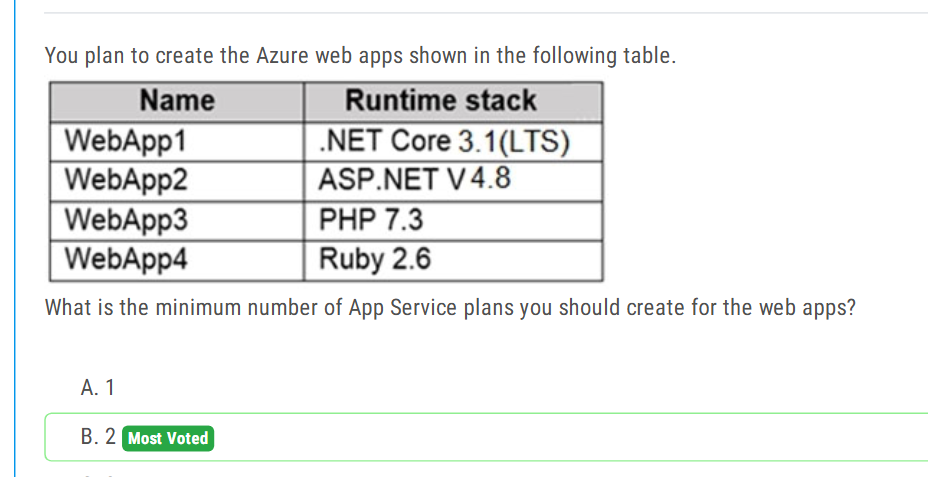 You plan to create the Azure web apps shown in the following table.
Name Runtime stack
WebApp1 .NET Core 3.1(LTS)
WebApp2 ASP.NET V4.8
WebApp3 PHP 7.3
WebApp4 Ruby 2.6
What is the minimum number of App Service plans you should create for the web apps?
A. 1
B. 2 Most Voted